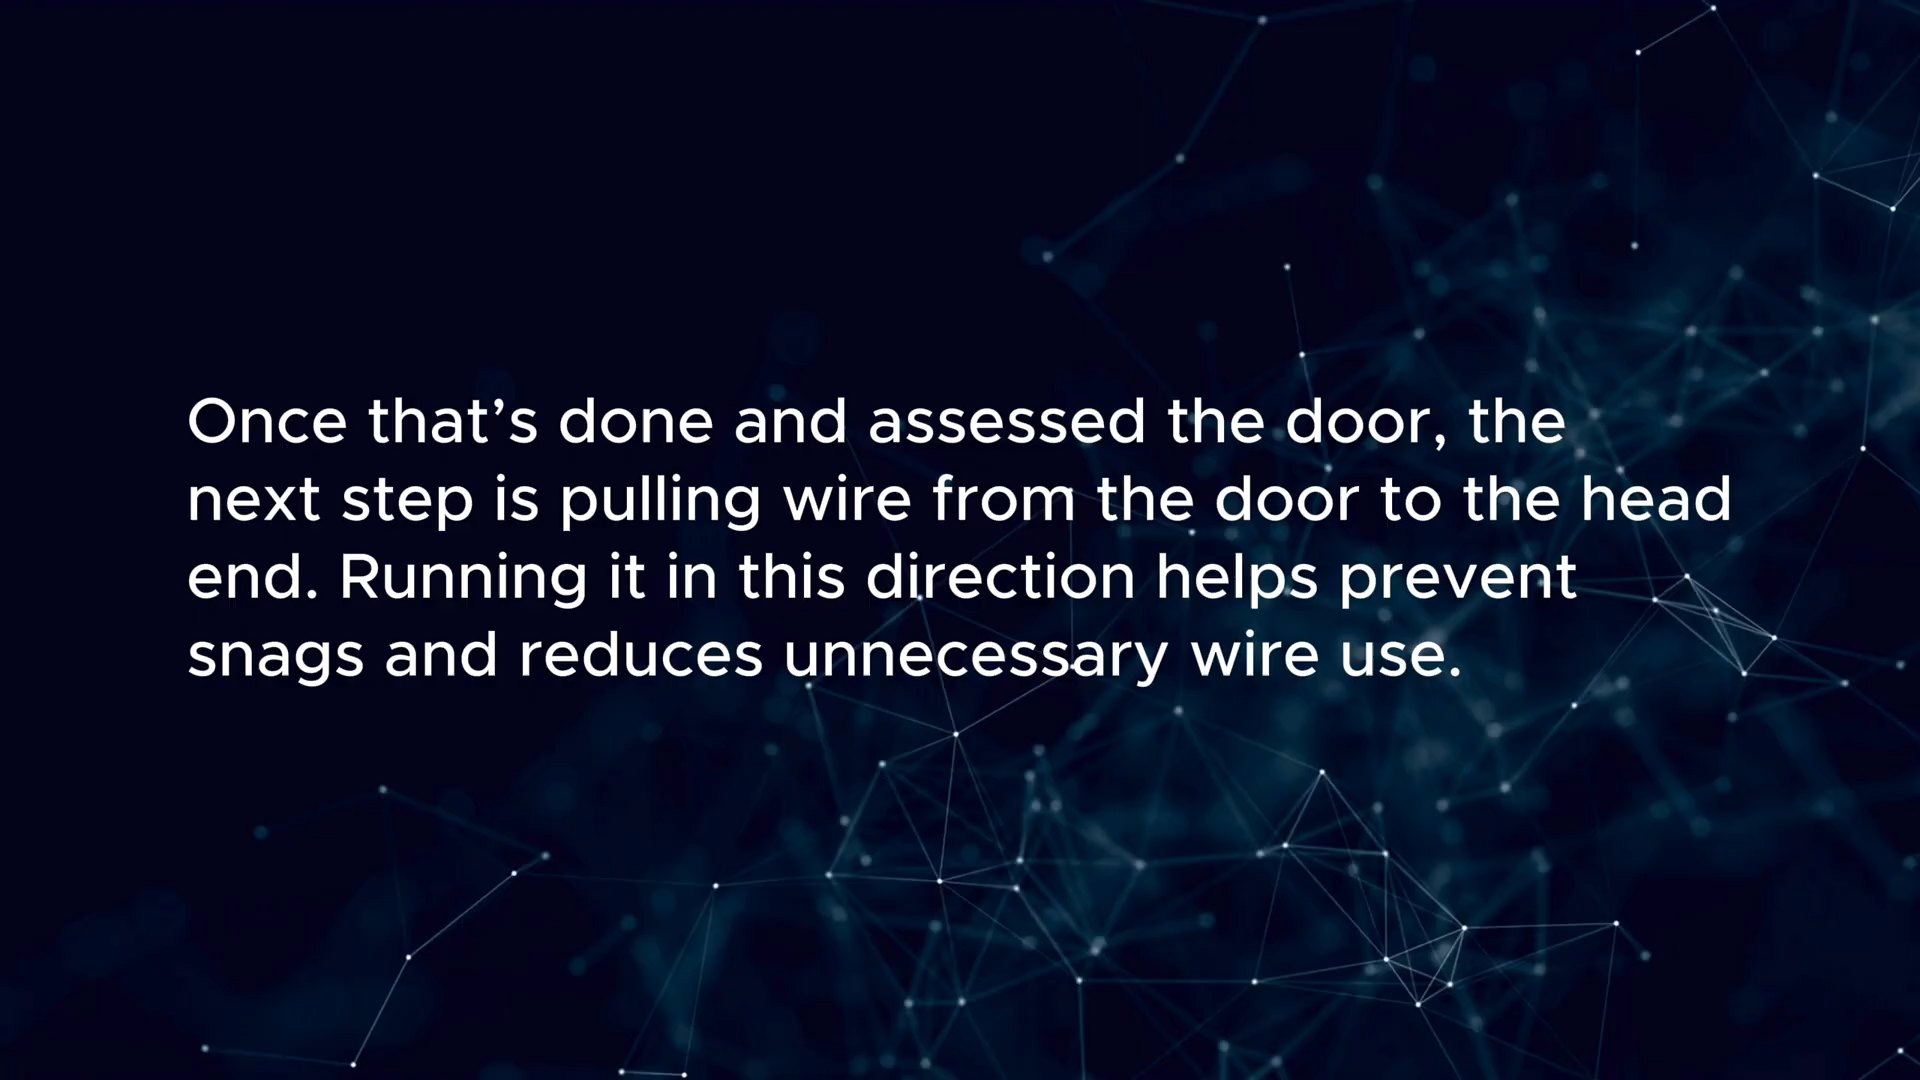 Once that’s done and assessed the door, the
next step is pulling wire from the door to the head
end. Running it in this direction helps prevent
snags and reduces unnecessary wire use.